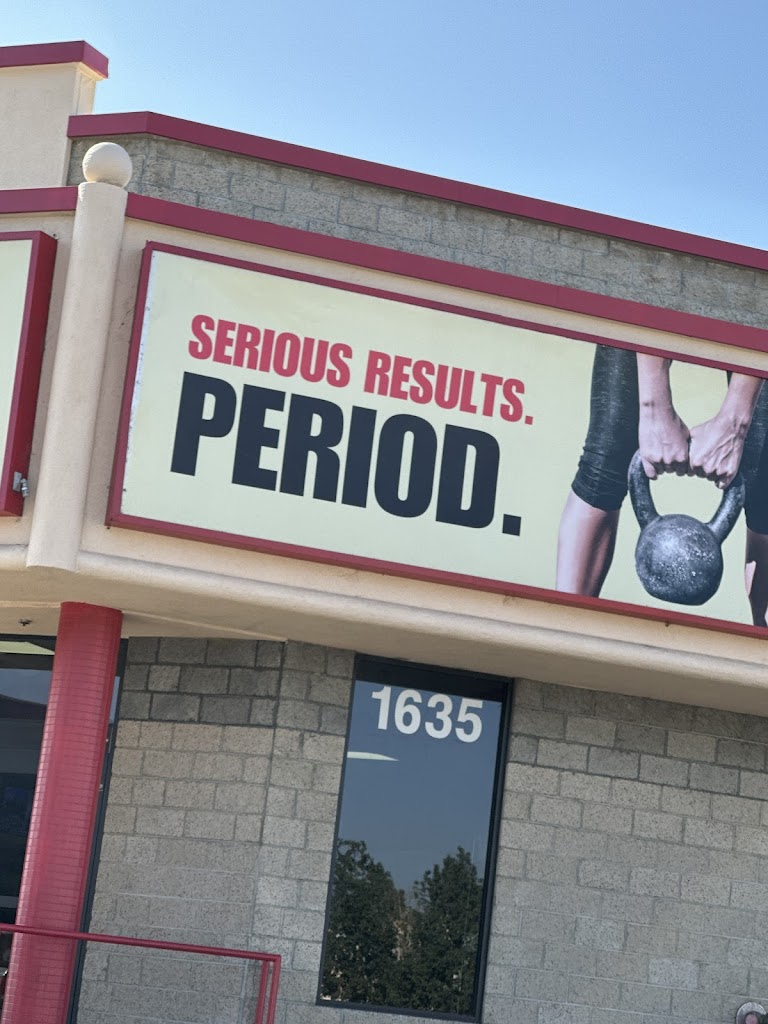 SERIOUS RESULTS.
PERIOD.
1635